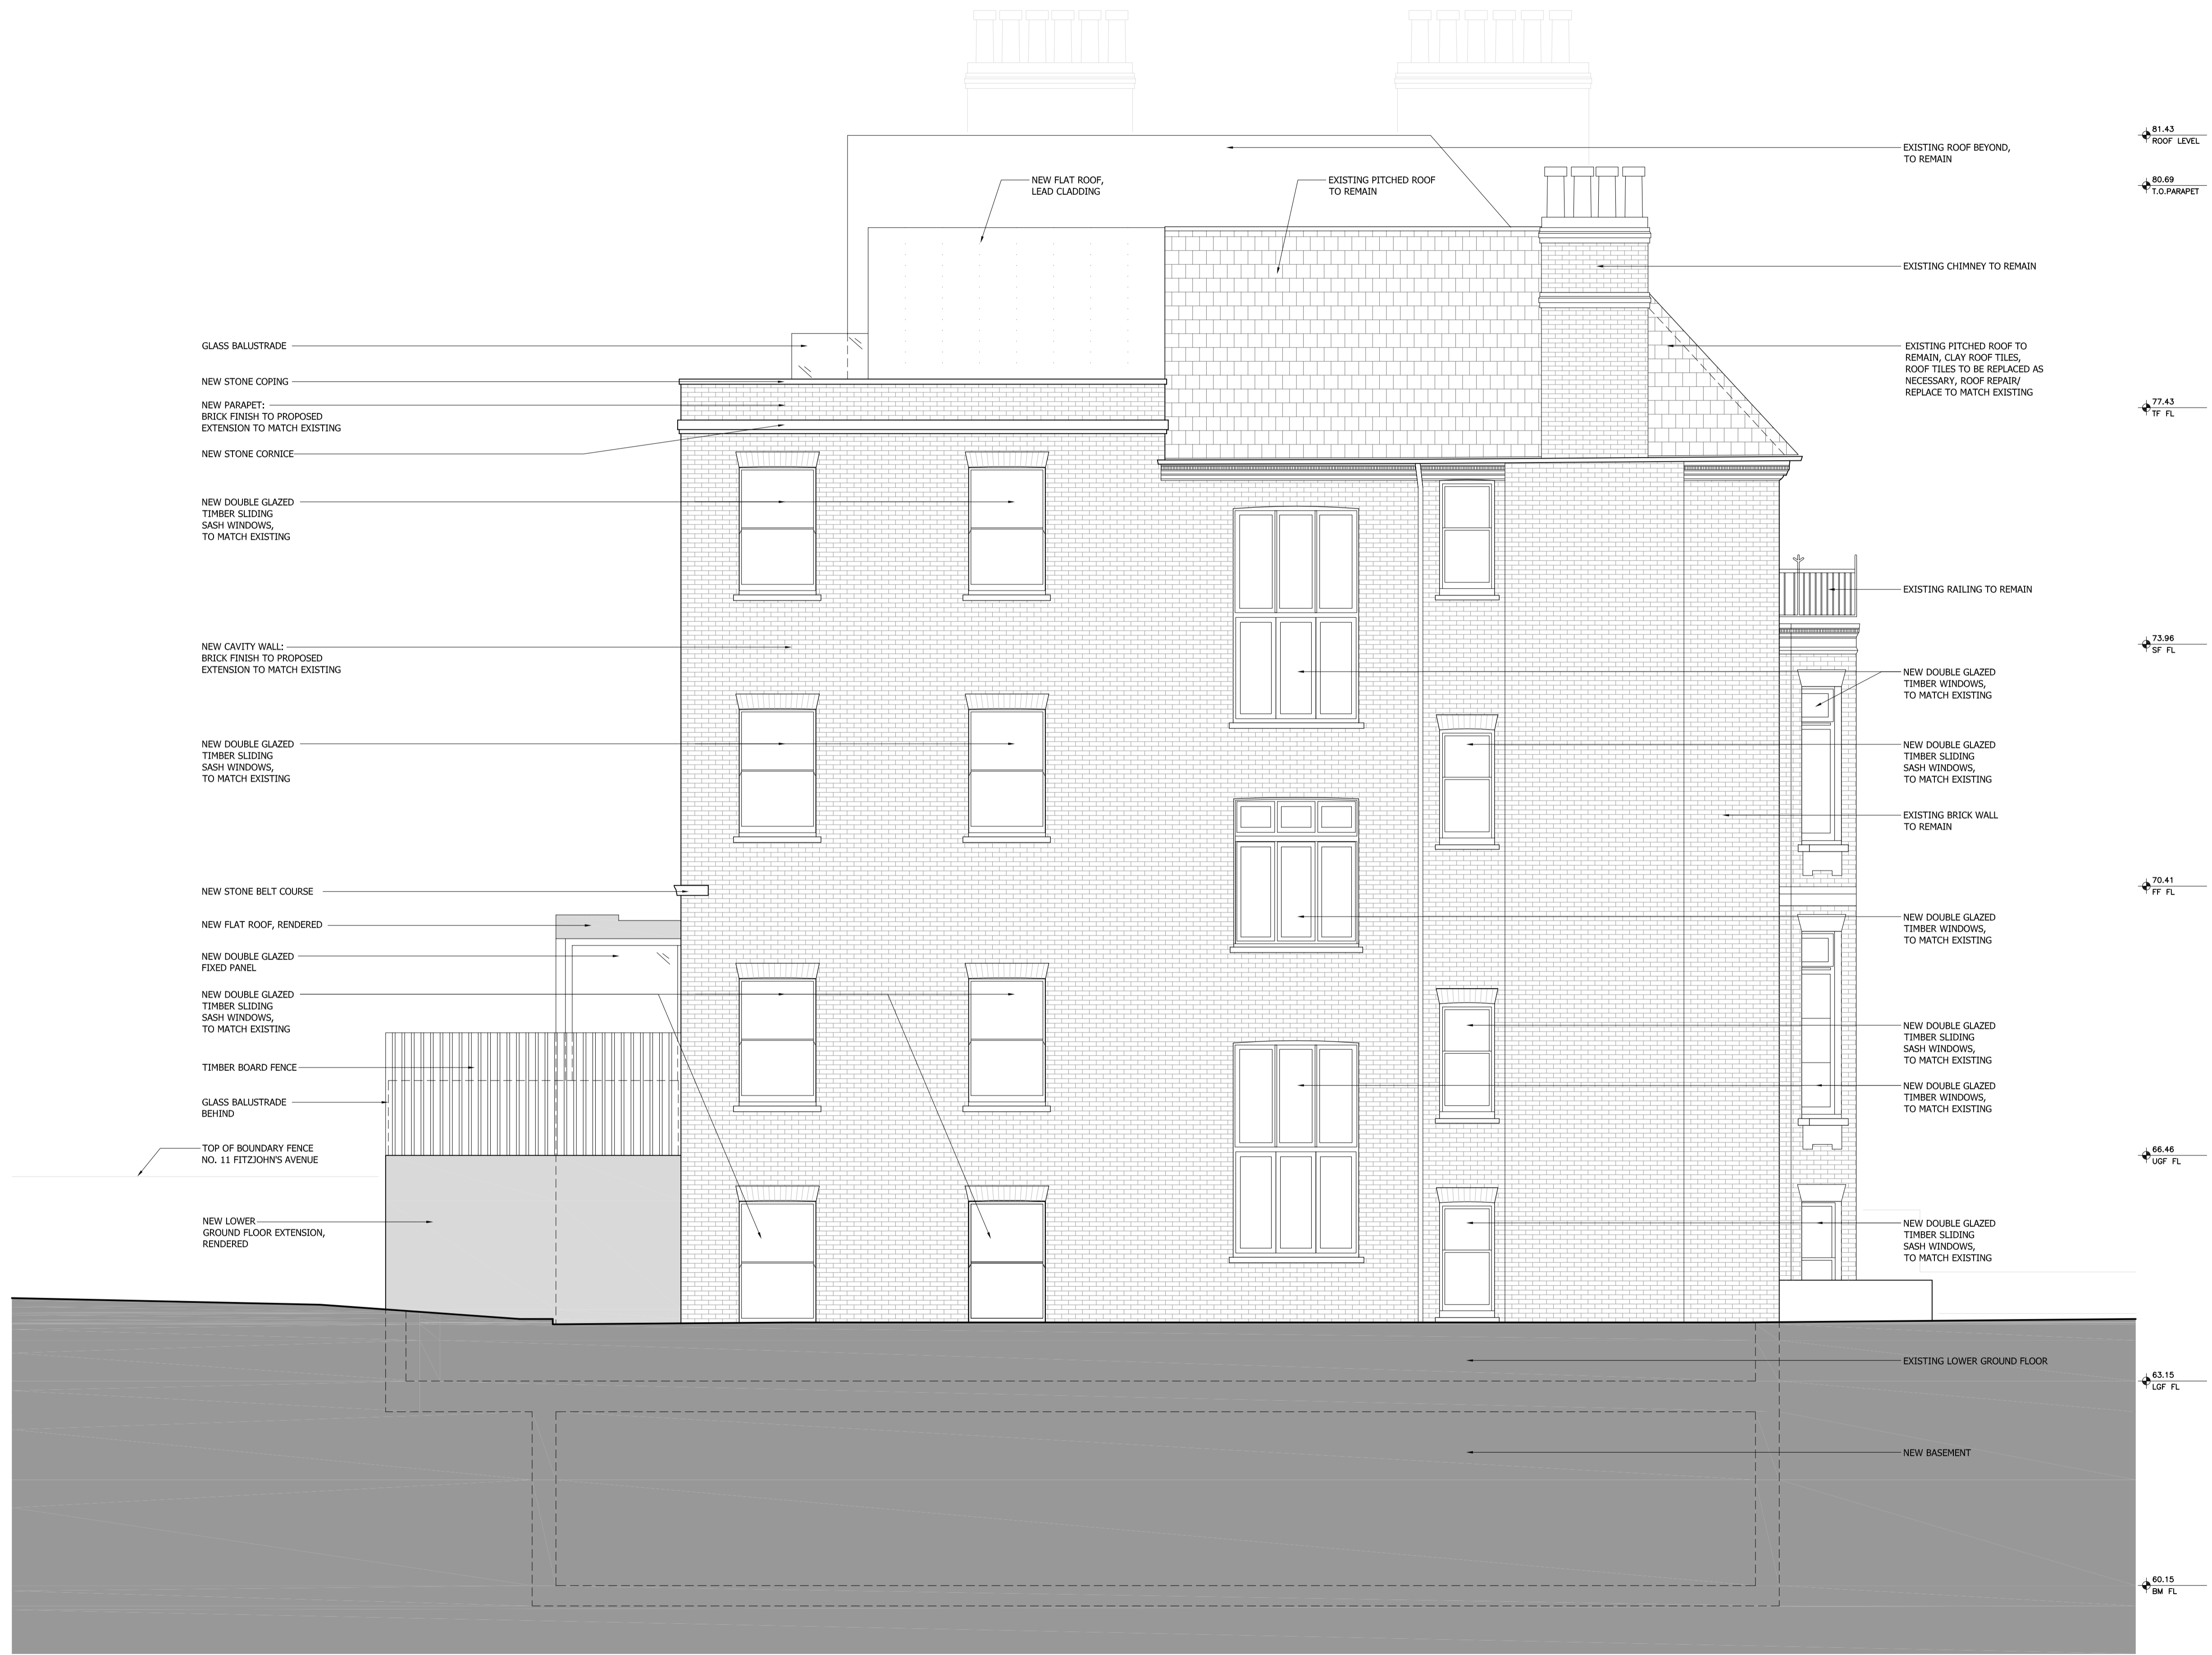 NEW FLAT ROOF,
LEAD CLADDING
EXISTING PITCHED ROOF
TO REMAIN
GLASS BALUSTRADE
NEW STONE COPING
NEW PARAPET:
BRICK FINISH TO PROPOSED
EXTENSION TO MATCH EXISTING
NEW STONE CORNICE
NEW DOUBLE GLAZED
TIMBER SLIDING
SASH WINDOWS,
TO MATCH EXISTING
NEW CAVITY WALL:
BRICK FINISH TO PROPOSED
EXTENSION TO MATCH EXISTING
NEW DOUBLE GLAZED
TIMBER SLIDING
SASH WINDOWS,
TO MATCH EXISTING
NEW STONE BELT COURSE
NEW FLAT ROOF, RENDERED
NEW DOUBLE GLAZED
FIXED PANEL
NEW DOUBLE GLAZED
TIMBER SLIDING
SASH WINDOWS,
TO MATCH EXISTING
TIMBER BOARD FENCE
GLASS BALUSTRADE
BEHIND
TOP OF BOUNDARY FENCE
NO. 11 FITZJOHN'S AVENUE
NEW LOWER
GROUND FLOOR EXTENSION,
RENDERED
EXISTING ROOF BEYOND,
TO REMAIN
EXISTING CHIMNEY TO REMAIN
EXISTING PITCHED ROOF TO
REMAIN, CLAY ROOF TILES,
ROOF TILES TO BE REPLACED AS
NECESSARY, ROOF REPAIR/
REPLACE TO MATCH EXISTING
EXISTING RAILING TO REMAIN
NEW DOUBLE GLAZED
TIMBER WINDOWS,
TO MATCH EXISTING
NEW DOUBLE GLAZED
TIMBER SLIDING
SASH WINDOWS,
TO MATCH EXISTING
EXISTING BRICK WALL
TO REMAIN
NEW DOUBLE GLAZED
TIMBER WINDOWS,
TO MATCH EXISTING
NEW DOUBLE GLAZED
TIMBER SLIDING
SASH WINDOWS,
TO MATCH EXISTING
NEW DOUBLE GLAZED
TIMBER WINDOWS,
TO MATCH EXISTING
NEW DOUBLE GLAZED
TIMBER SLIDING
SASH WINDOWS,
TO MATCH EXISTING
EXISTING LOWER GROUND FLOOR
NEW BASEMENT
81.43
ROOF LEVEL
80.69
T.O.PARAPET
77.43
TF FL
73.96
SF FL
70.41
FF FL
66.46
UGF FL
63.15
LGF FL
60.15
BM FL